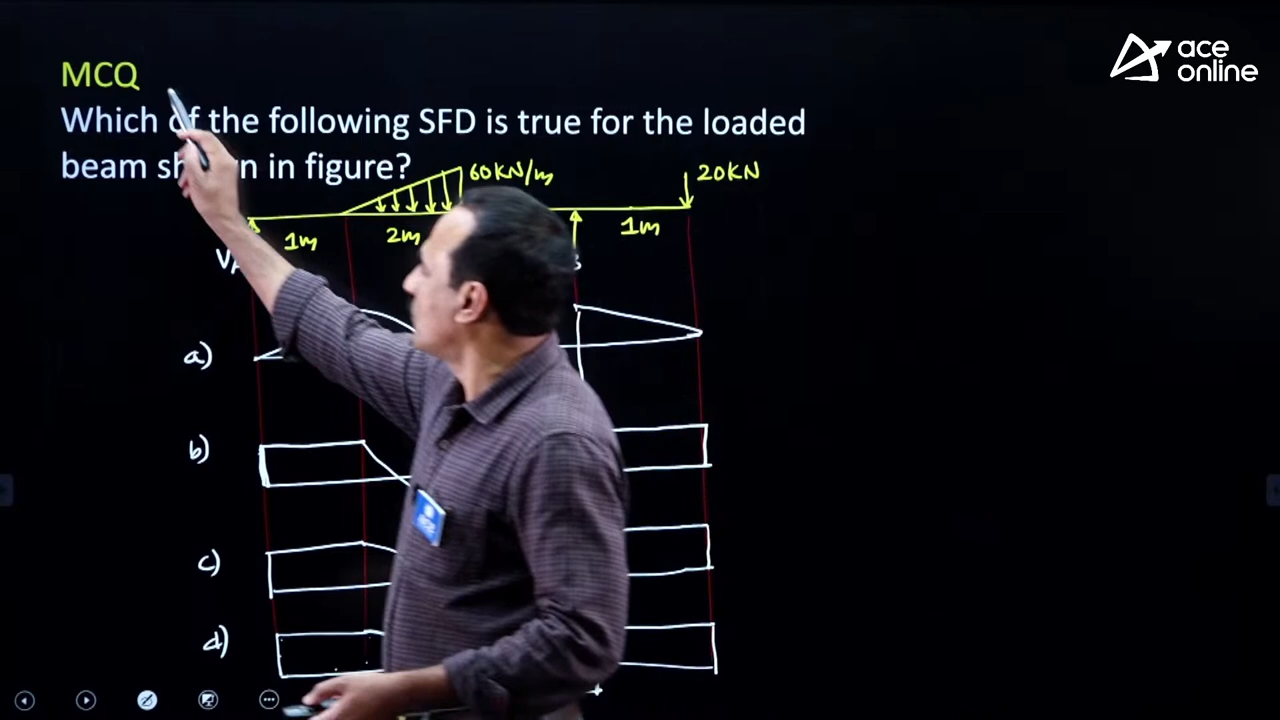 ace
online
MCQ
Which of the following SFD is true for the loaded
beam in figure?
60KN/m
20KN
1m
2m
1m
a)
b)
c)
d)